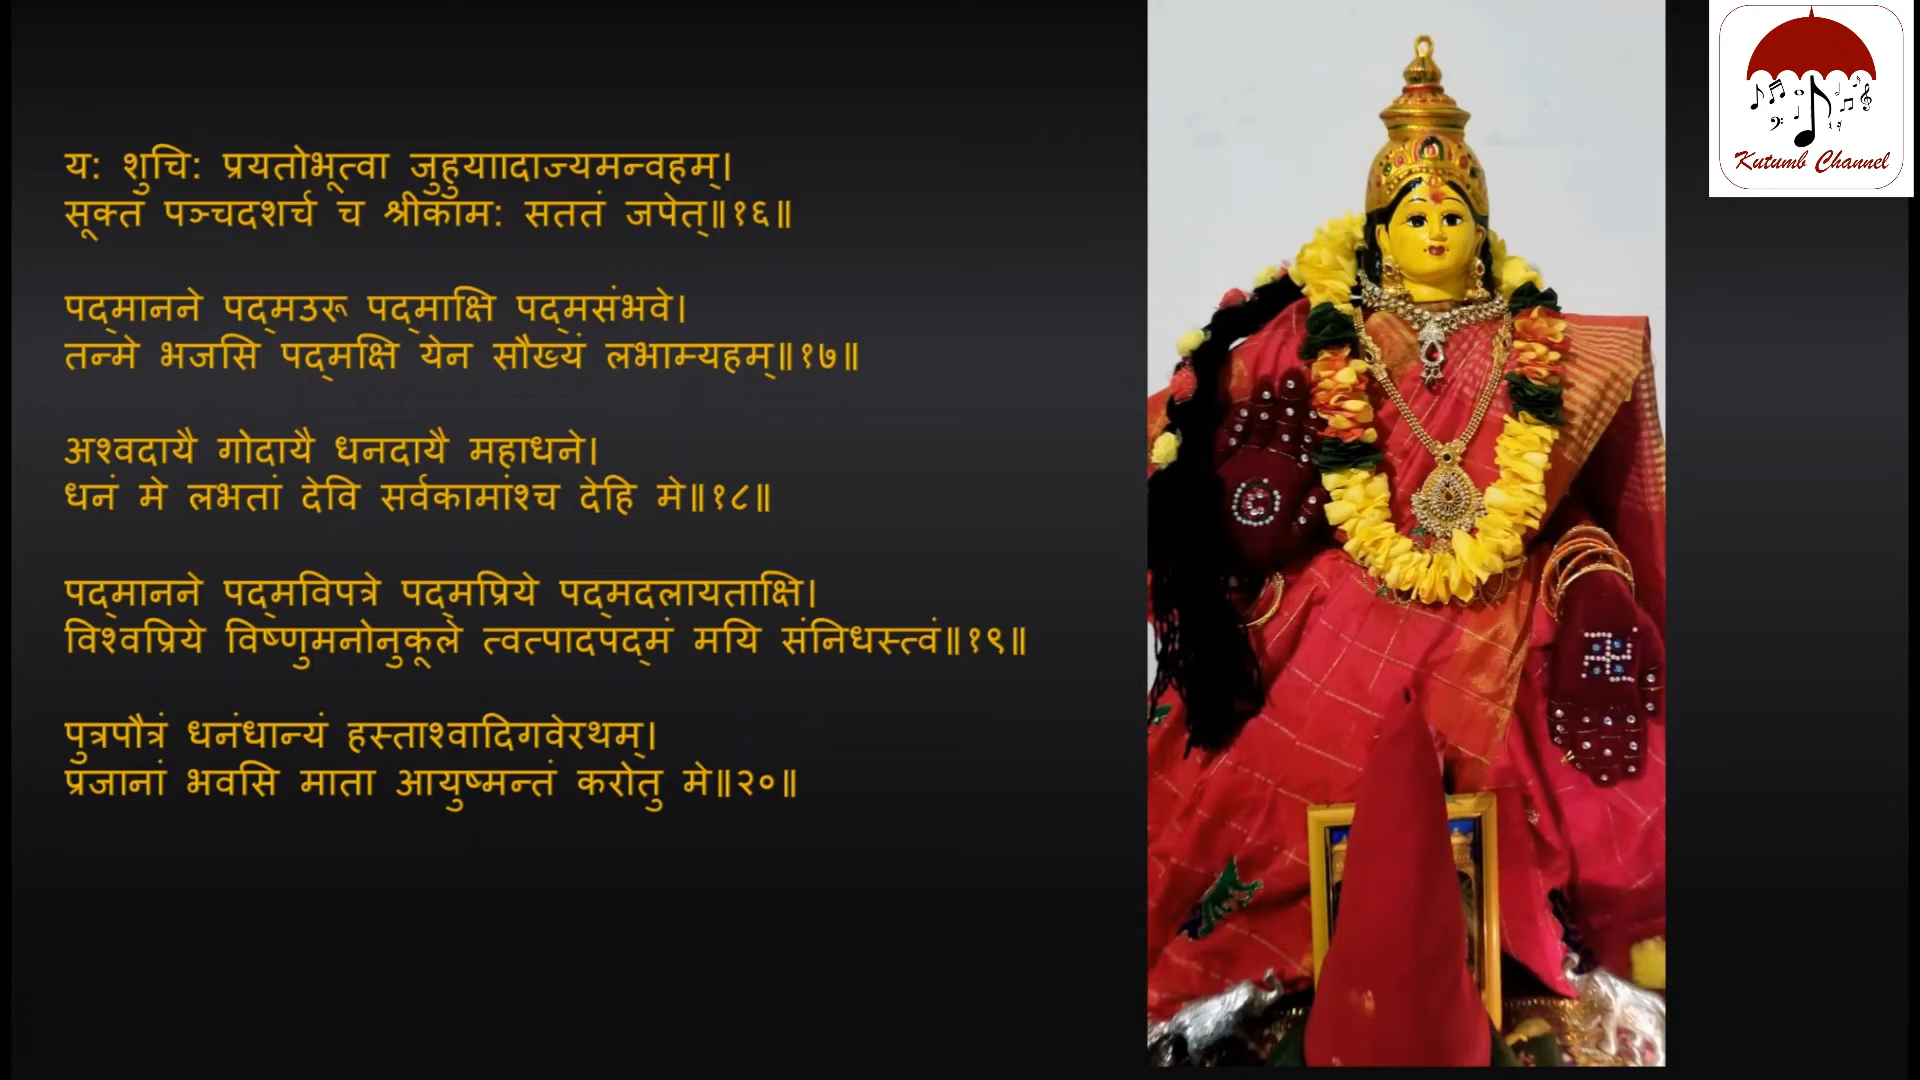 य: शुचि: प्रयतोभूत्वा जुहुयाादाज्यमन्वहम्।
सूक्तं पञ्चदशर्चं च श्रीकाम: सततं जपेत्॥१६॥
पद्‌मानने पद्‌मउरू पद्‌माक्षि पद्‌मसंभवे।
तन्मे भजसि पद्‌मक्षि येन सौख्यं लभाम्यहम्॥१७॥
अश्वदायै गोदायै धनदायै महाधने।
धनं मे लभतां देवि सर्वकामांश्च देहि मे॥१८॥
पद्‌मानने पद्‌मविपत्रे पद्‌मप्रिये पद्‌मदलायताक्षि।
विश्वप्रिये विष्णुमनोनुकूले त्वत्पादपद्‌मं मयि संनिधस्त्वं॥१९॥
पुत्रपौत्रं धनंधान्यं हस्ताश्वादिगवेरथम्।
प्रजानां भवसि माता आयुष्मन्तं करोतु मे॥२०॥
Kutumb Channel